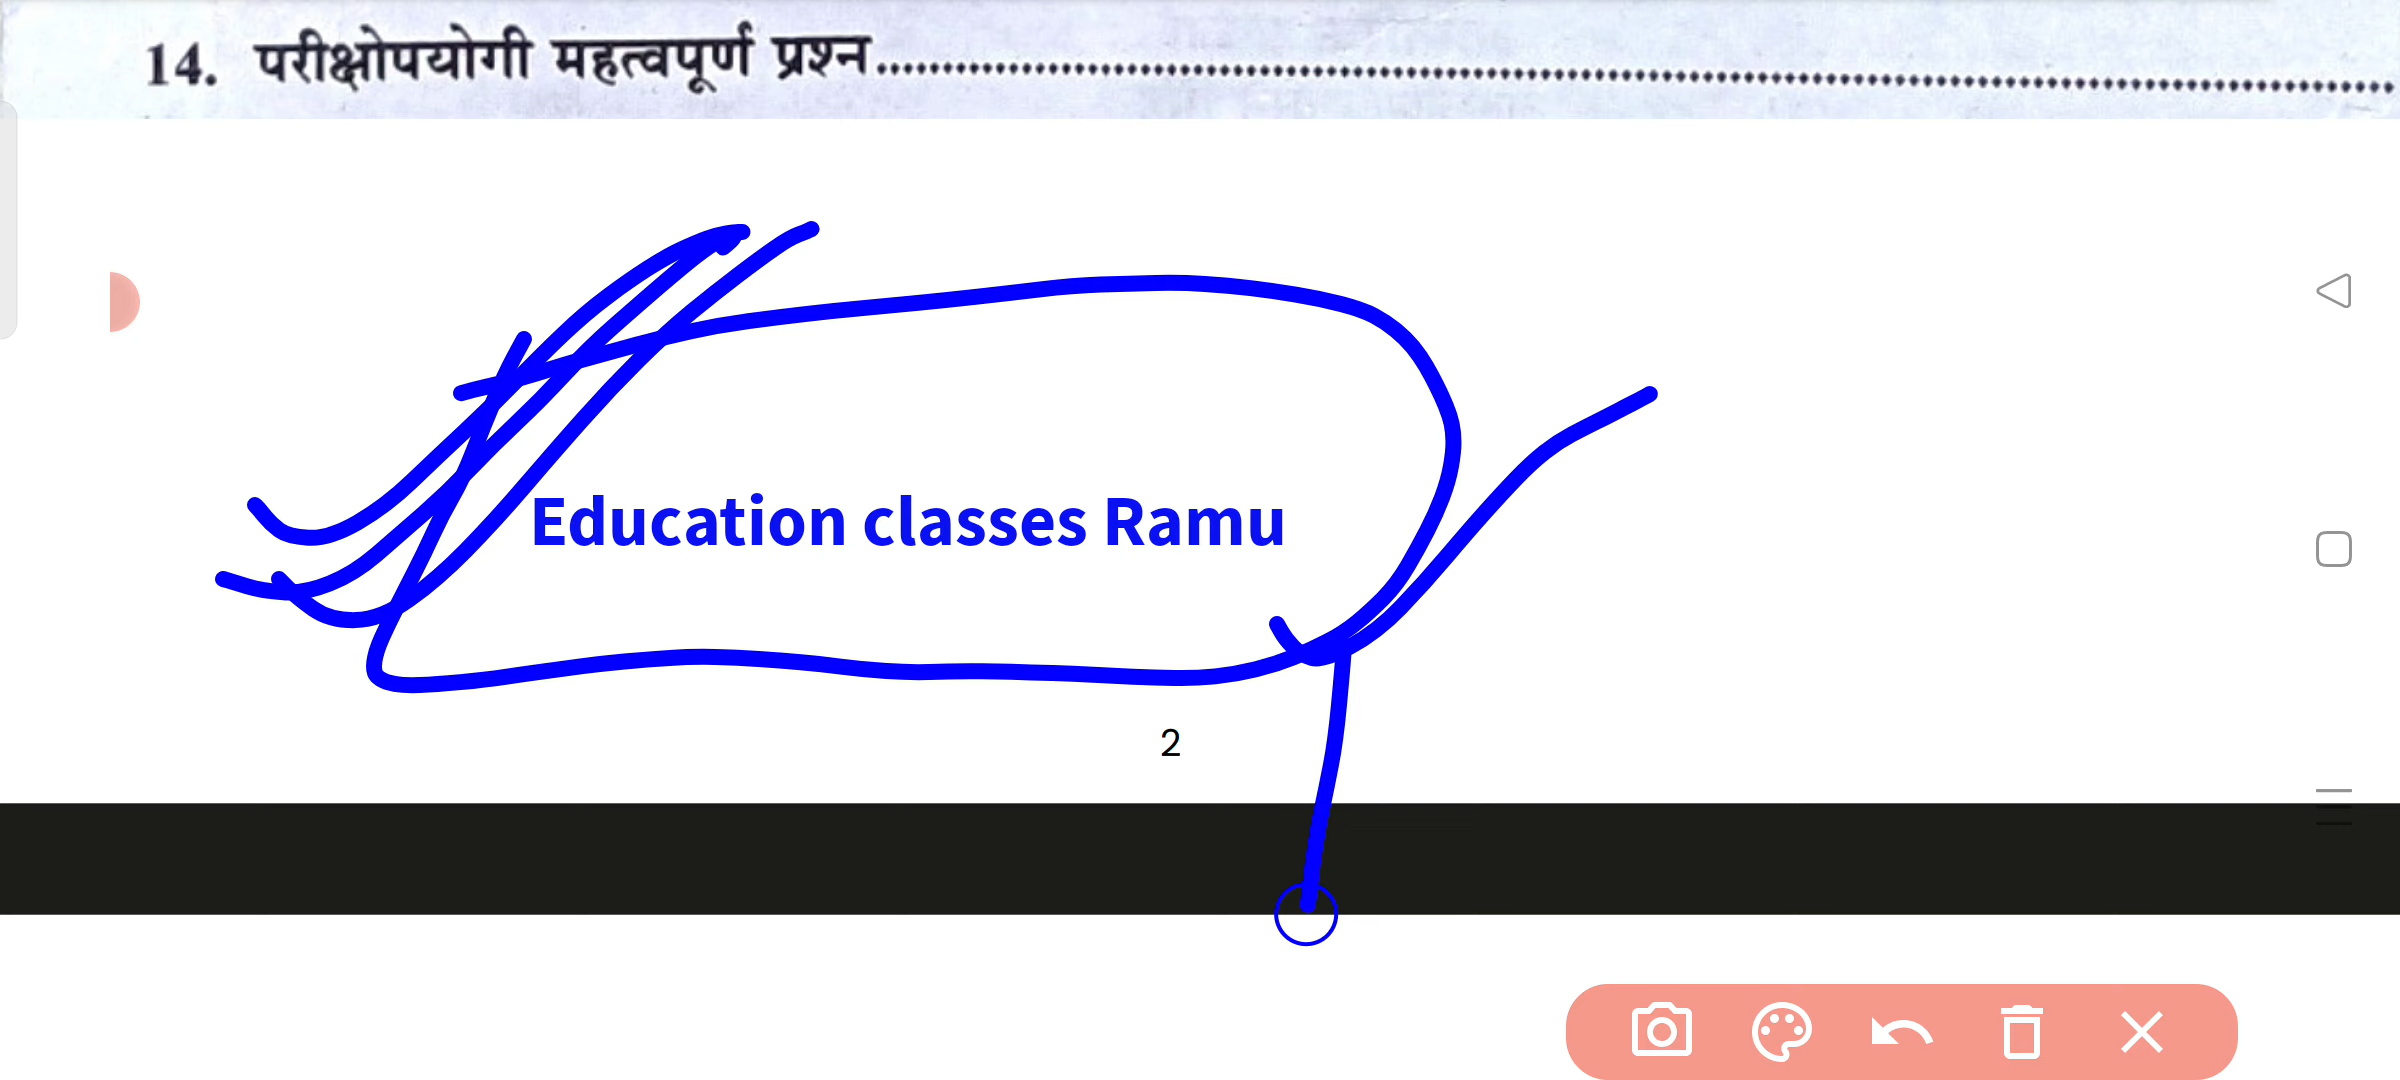 14. परीक्षोपयोगी महत्वपूर्ण प्रश्न................................................................................................
Education classes Ramu
2